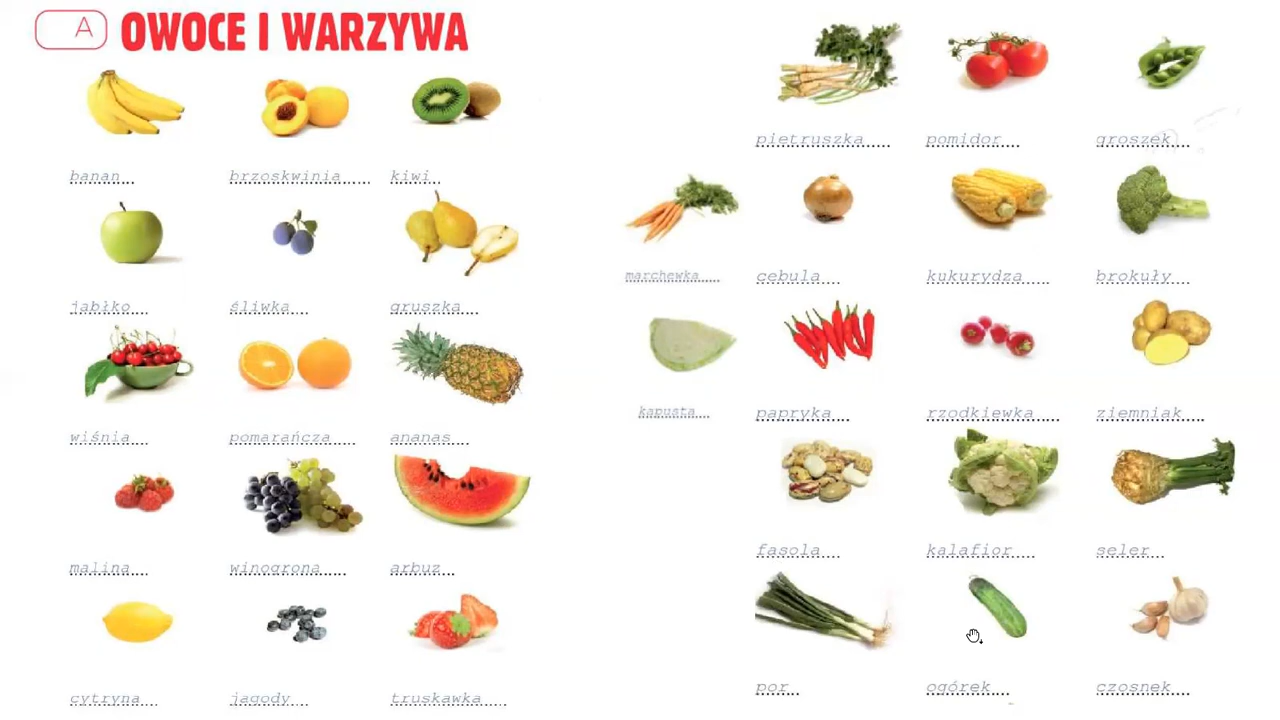 A OWOCE I WARZYWA
banan
brzoskwinia
kiwi
jabłko
śliwka
gruszka
wiśnia
pomarańcza
ananas
malina
winogrona
arbuz
cytryna
jagody
truskawka
pietruszka
pomidor
groszek
marchewka
cebula
kukurydza
brokuły
kapusta
papryka
rzodkiewka
ziemniak
fasola
kalafior
seler
por
ogórek
czosnek